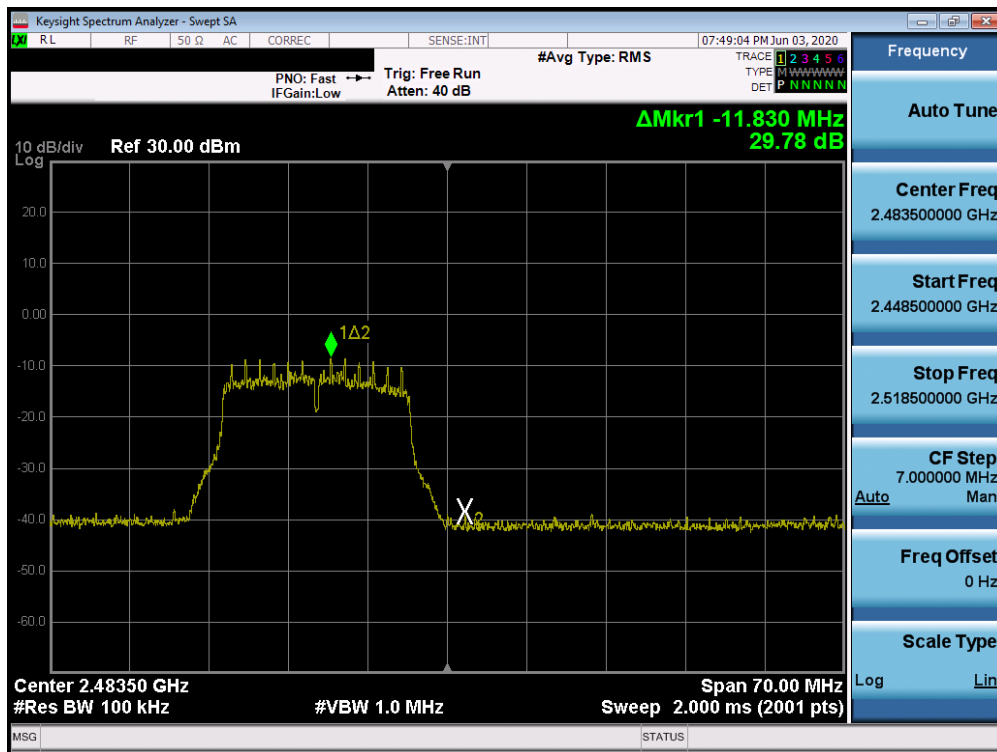 Keysight Spectrum Analyzer - Swept SA
LXI RL RF 50 Ω AC CORREC SENSE:INT 07:49:04 PM Jun 03, 2020
#Avg Type: RMS
TRACE 1 2 3 4 5 6
PNO: Fast Trig: Free Run
TYPE M WWWWW
IFGain:Low Atten: 40 dB
DET P N N N N N
ΔMkr1 -11.830 MHz
29.78 dB
10 dB/div Ref 30.00 dBm
Log
20.0
10.0
0.00
-10.0
-20.0
-30.0
-40.0
-50.0
-60.0
1Δ2
X2
Center 2.48350 GHz Span 70.00 MHz
#Res BW 100 kHz #VBW 1.0 MHz Sweep 2.000 ms (2001 pts)
MSG STATUS
Frequency
Auto Tune
Center Freq
2.483500000 GHz
Start Freq
2.448500000 GHz
Stop Freq
2.518500000 GHz
CF Step
7.000000 MHz
Auto Man
Freq Offset
0 Hz
Scale Type
Log Lin